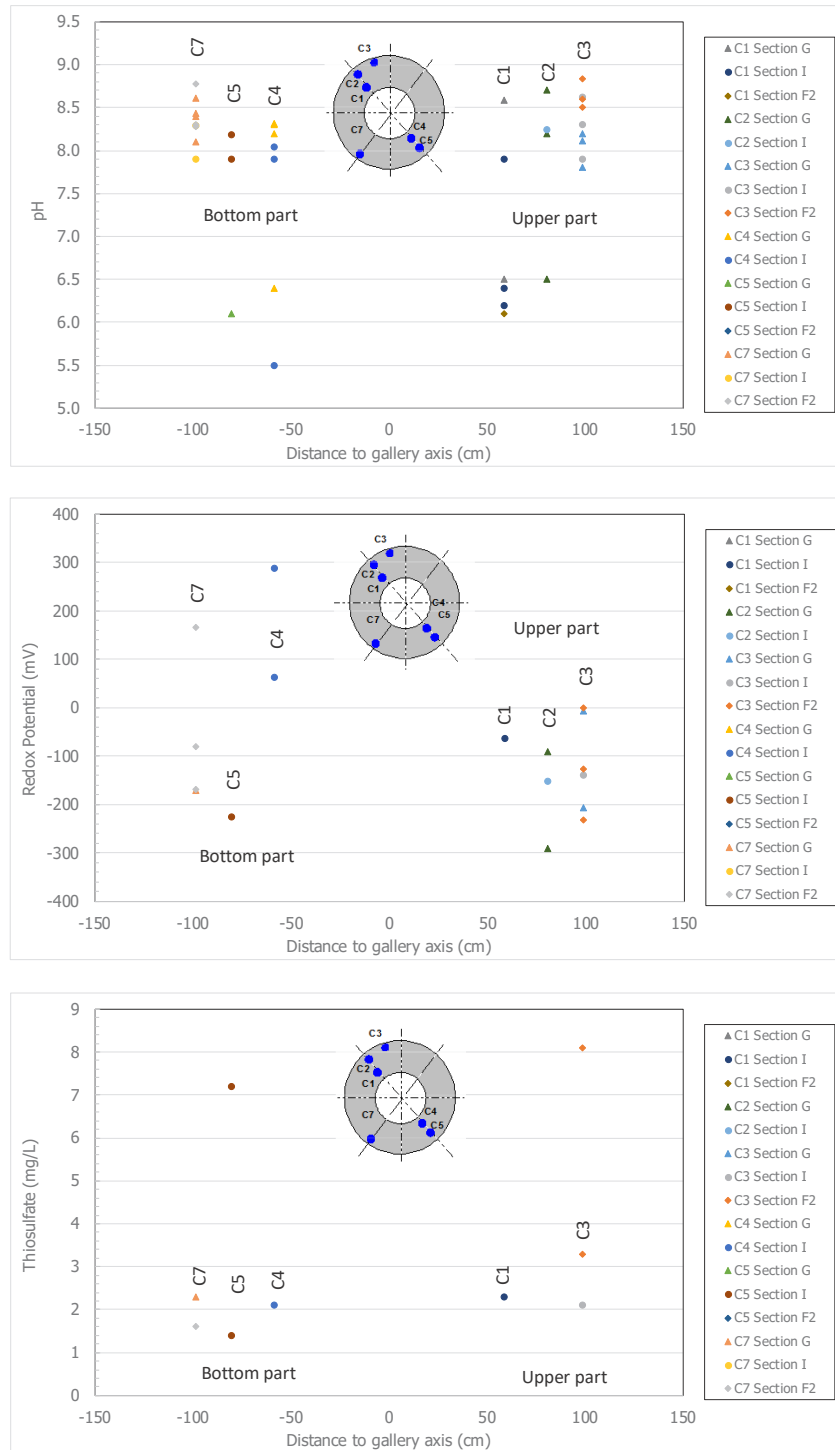 9.5
9.0
8.5
8.0
7.5
7.0
6.5
6.0
5.5
5.0
pH
-150
-100
-50
0
50
100
150
Distance to gallery axis (cm)
C7
C5
C4
C1
C2
C3
Bottom part
Upper part
C3
C2
C1
C7
C4
C5
C1 Section G
C1 Section I
C1 Section F2
C2 Section G
C2 Section I
C3 Section G
C3 Section I
C3 Section F2
C4 Section G
C4 Section I
C5 Section G
C5 Section I
C5 Section F2
C7 Section G
C7 Section I
C7 Section F2
400
300
200
100
0
-100
-200
-300
-400
Redox Potential (mV)
-150
-100
-50
0
50
100
150
Distance to gallery axis (cm)
C7
C5
C4
C1
C2
C3
Bottom part
Upper part
C3
C2
C1
C7
C4
C5
C1 Section G
C1 Section I
C1 Section F2
C2 Section G
C2 Section I
C3 Section G
C3 Section I
C3 Section F2
C4 Section G
C4 Section I
C5 Section G
C5 Section I
C5 Section F2
C7 Section G
C7 Section I
C7 Section F2
9
8
7
6
5
4
3
2
1
0
Thiosulfate (mg/L)
-150
-100
-50
0
50
100
150
Distance to gallery axis (cm)
C7
C5
C4
C1
C3
Bottom part
Upper part
C3
C2
C1
C7
C4
C5
C1 Section G
C1 Section I
C1 Section F2
C2 Section G
C2 Section I
C3 Section G
C3 Section I
C3 Section F2
C4 Section G
C4 Section I
C5 Section G
C5 Section I
C5 Section F2
C7 Section G
C7 Section I
C7 Section F2